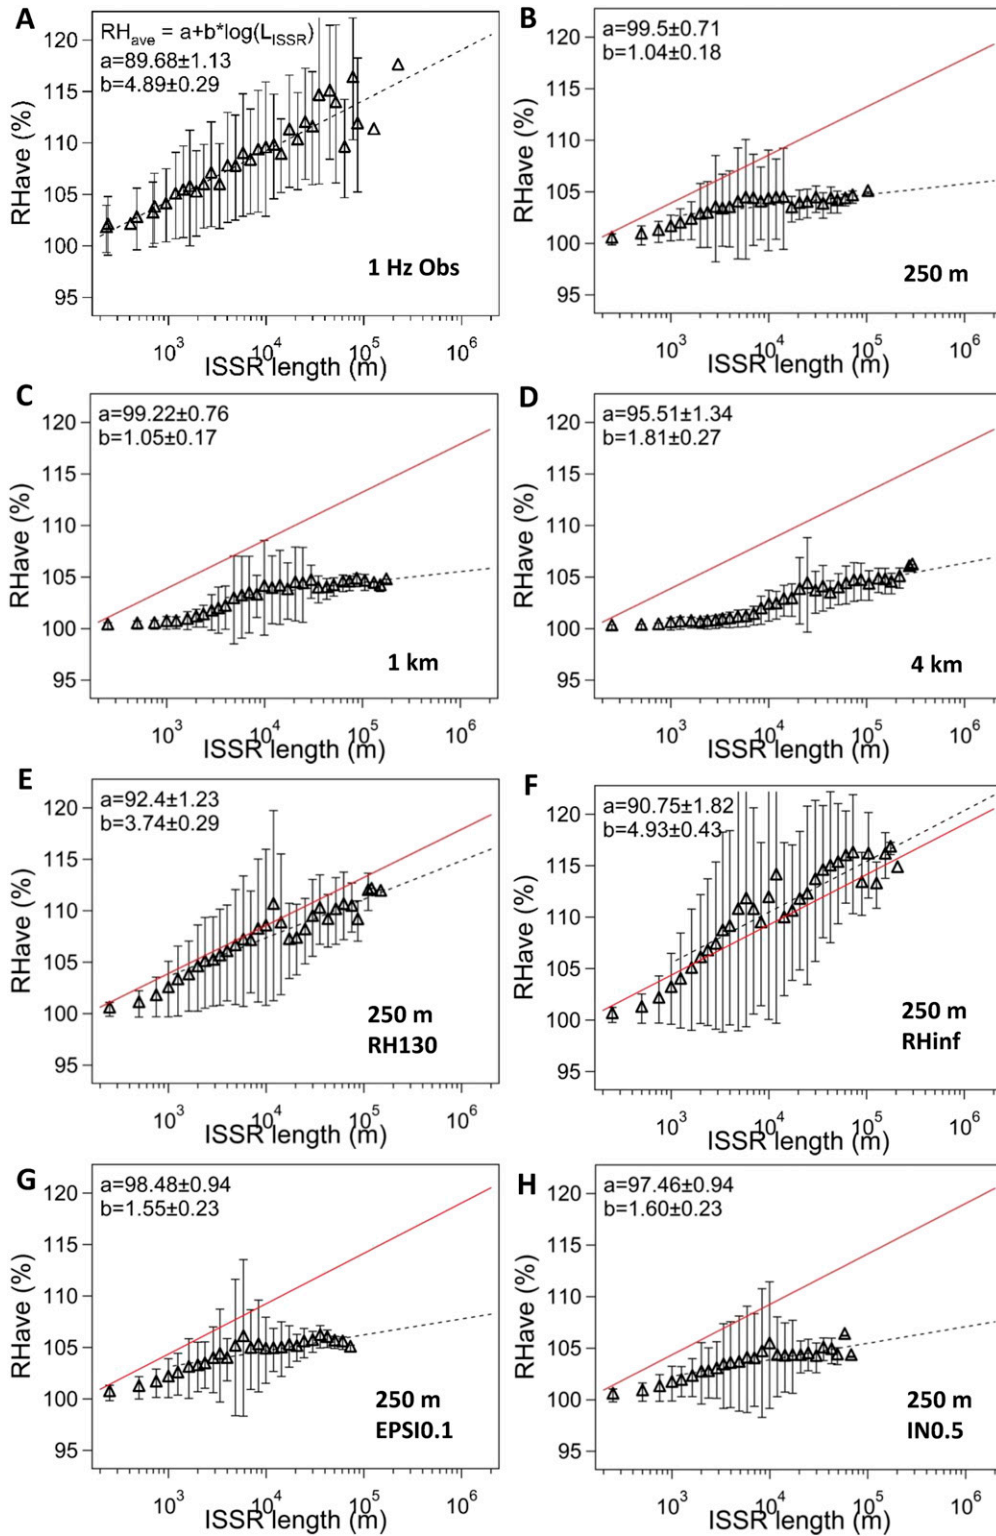 A
RHave = a+b*log(LISSR)
a=89.68±1.13
b=4.89±0.29
120
115
110
105
100
95
RHave (%)
1 Hz Obs
10³ 10⁴ 10⁵ 10⁶
ISSR length (m)
B
a=99.5±0.71
b=1.04±0.18
120
115
110
105
100
95
RHave (%)
250 m
10³ 10⁴ 10⁵ 10⁶
ISSR length (m)
C
a=99.22±0.76
b=1.05±0.17
120
115
110
105
100
95
RHave (%)
1 km
10³ 10⁴ 10⁵ 10⁶
ISSR length (m)
D
a=95.51±1.34
b=1.81±0.27
120
115
110
105
100
95
RHave (%)
4 km
10³ 10⁴ 10⁵ 10⁶
ISSR length (m)
E
a=92.4±1.23
b=3.74±0.29
120
115
110
105
100
95
RHave (%)
250 m
RH130
10³ 10⁴ 10⁵ 10⁶
ISSR length (m)
F
a=90.75±1.82
b=4.93±0.43
120
115
110
105
100
95
RHave (%)
250 m
RHinf
10³ 10⁴ 10⁵ 10⁶
ISSR length (m)
G
a=98.48±0.94
b=1.55±0.23
120
115
110
105
100
95
RHave (%)
250 m
EPSI0.1
10³ 10⁴ 10⁵ 10⁶
ISSR length (m)
H
a=97.46±0.94
b=1.60±0.23
120
115
110
105
100
95
RHave (%)
250 m
IN0.5
10³ 10⁴ 10⁵ 10⁶
ISSR length (m)